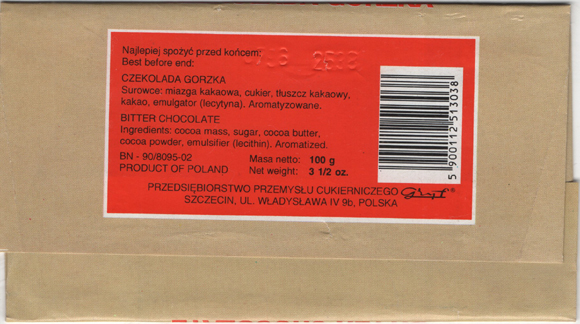 Najlepiej spożyć przed końcem:
Best before end:
CZEKOLADA GORZKA
Surowce: miazga kakaowa, cukier, tłuszcz kakaowy,
kakao, emulgator (lecytyna). Aromatyzowane.
BITTER CHOCOLATE
Ingredients: cocoa mass, sugar, cocoa butter,
cocoa powder, emulsifier (lecithin). Aromatized.
BN - 90/8095-02 Masa netto: 100 g
PRODUCT OF POLAND Net weight: 3 1/2 oz.
PRZEDSIĘBIORSTWO PRZEMYSŁU CUKIERNICZEGO gryf ®
SZCZECIN, UL. WŁADYSŁAWA IV 9b, POLSKA
5 900112 513038